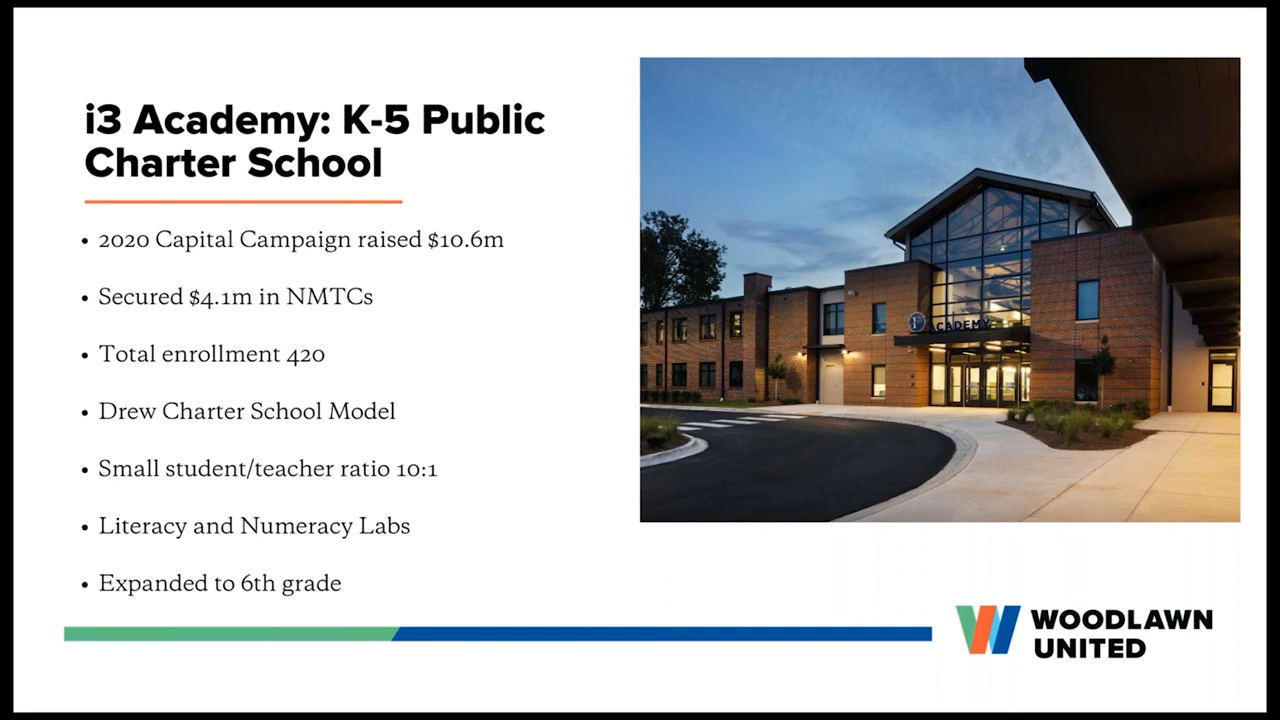 i3 Academy: K-5 Public
Charter School
• 2020 Capital Campaign raised $10.6m
• Secured $4.1m in NMTCs
• Total enrollment 420
• Drew Charter School Model
• Small student/teacher ratio 10:1
• Literacy and Numeracy Labs
• Expanded to 6th grade
i3 ACADEMY
WOODLAWN
UNITED